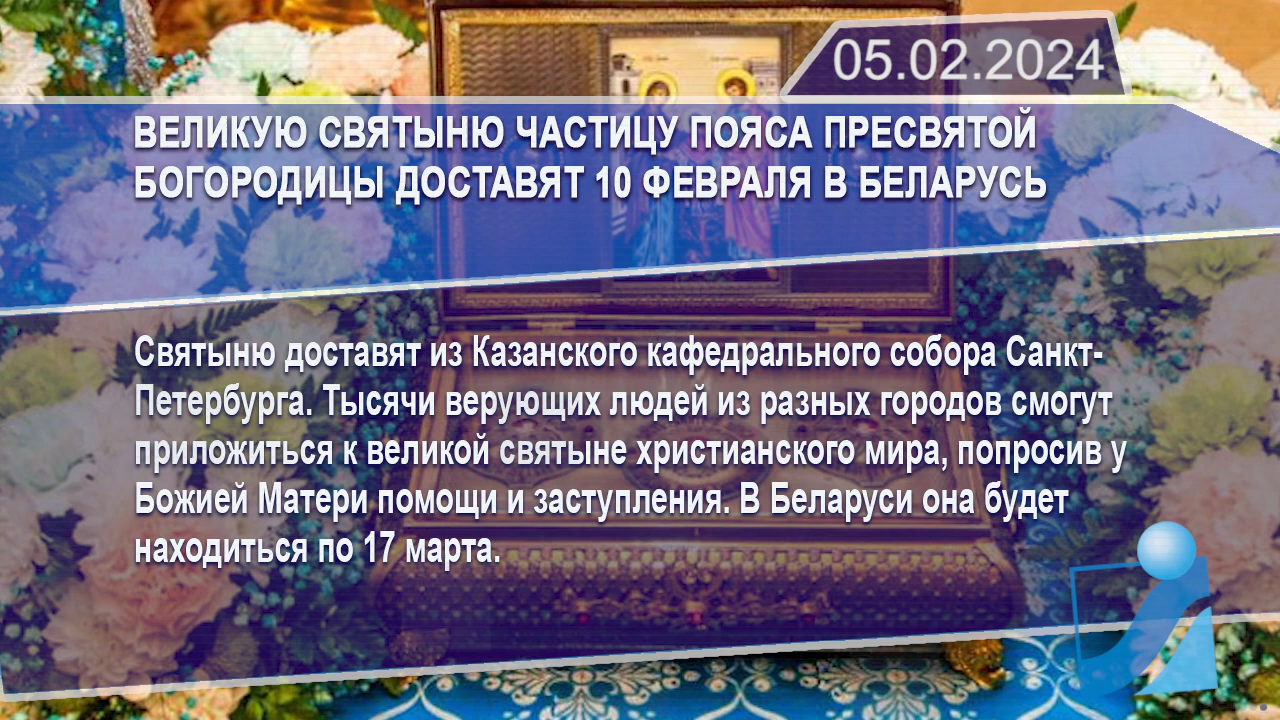 05.02.2024
ВЕЛИКУЮ СВЯТЫНЮ ЧАСТИЦУ ПОЯСА ПРЕСВЯТОЙ
БОГОРОДИЦЫ ДОСТАВЯТ 10 ФЕВРАЛЯ В БЕЛАРУСЬ
Святыню доставят из Казанского кафедрального собора Санкт-
Петербурга. Тысячи верующих людей из разных городов смогут
приложиться к великой святыне христианского мира, попросив у
Божией Матери помощи и заступления. В Беларуси она будет
находиться по 17 марта.